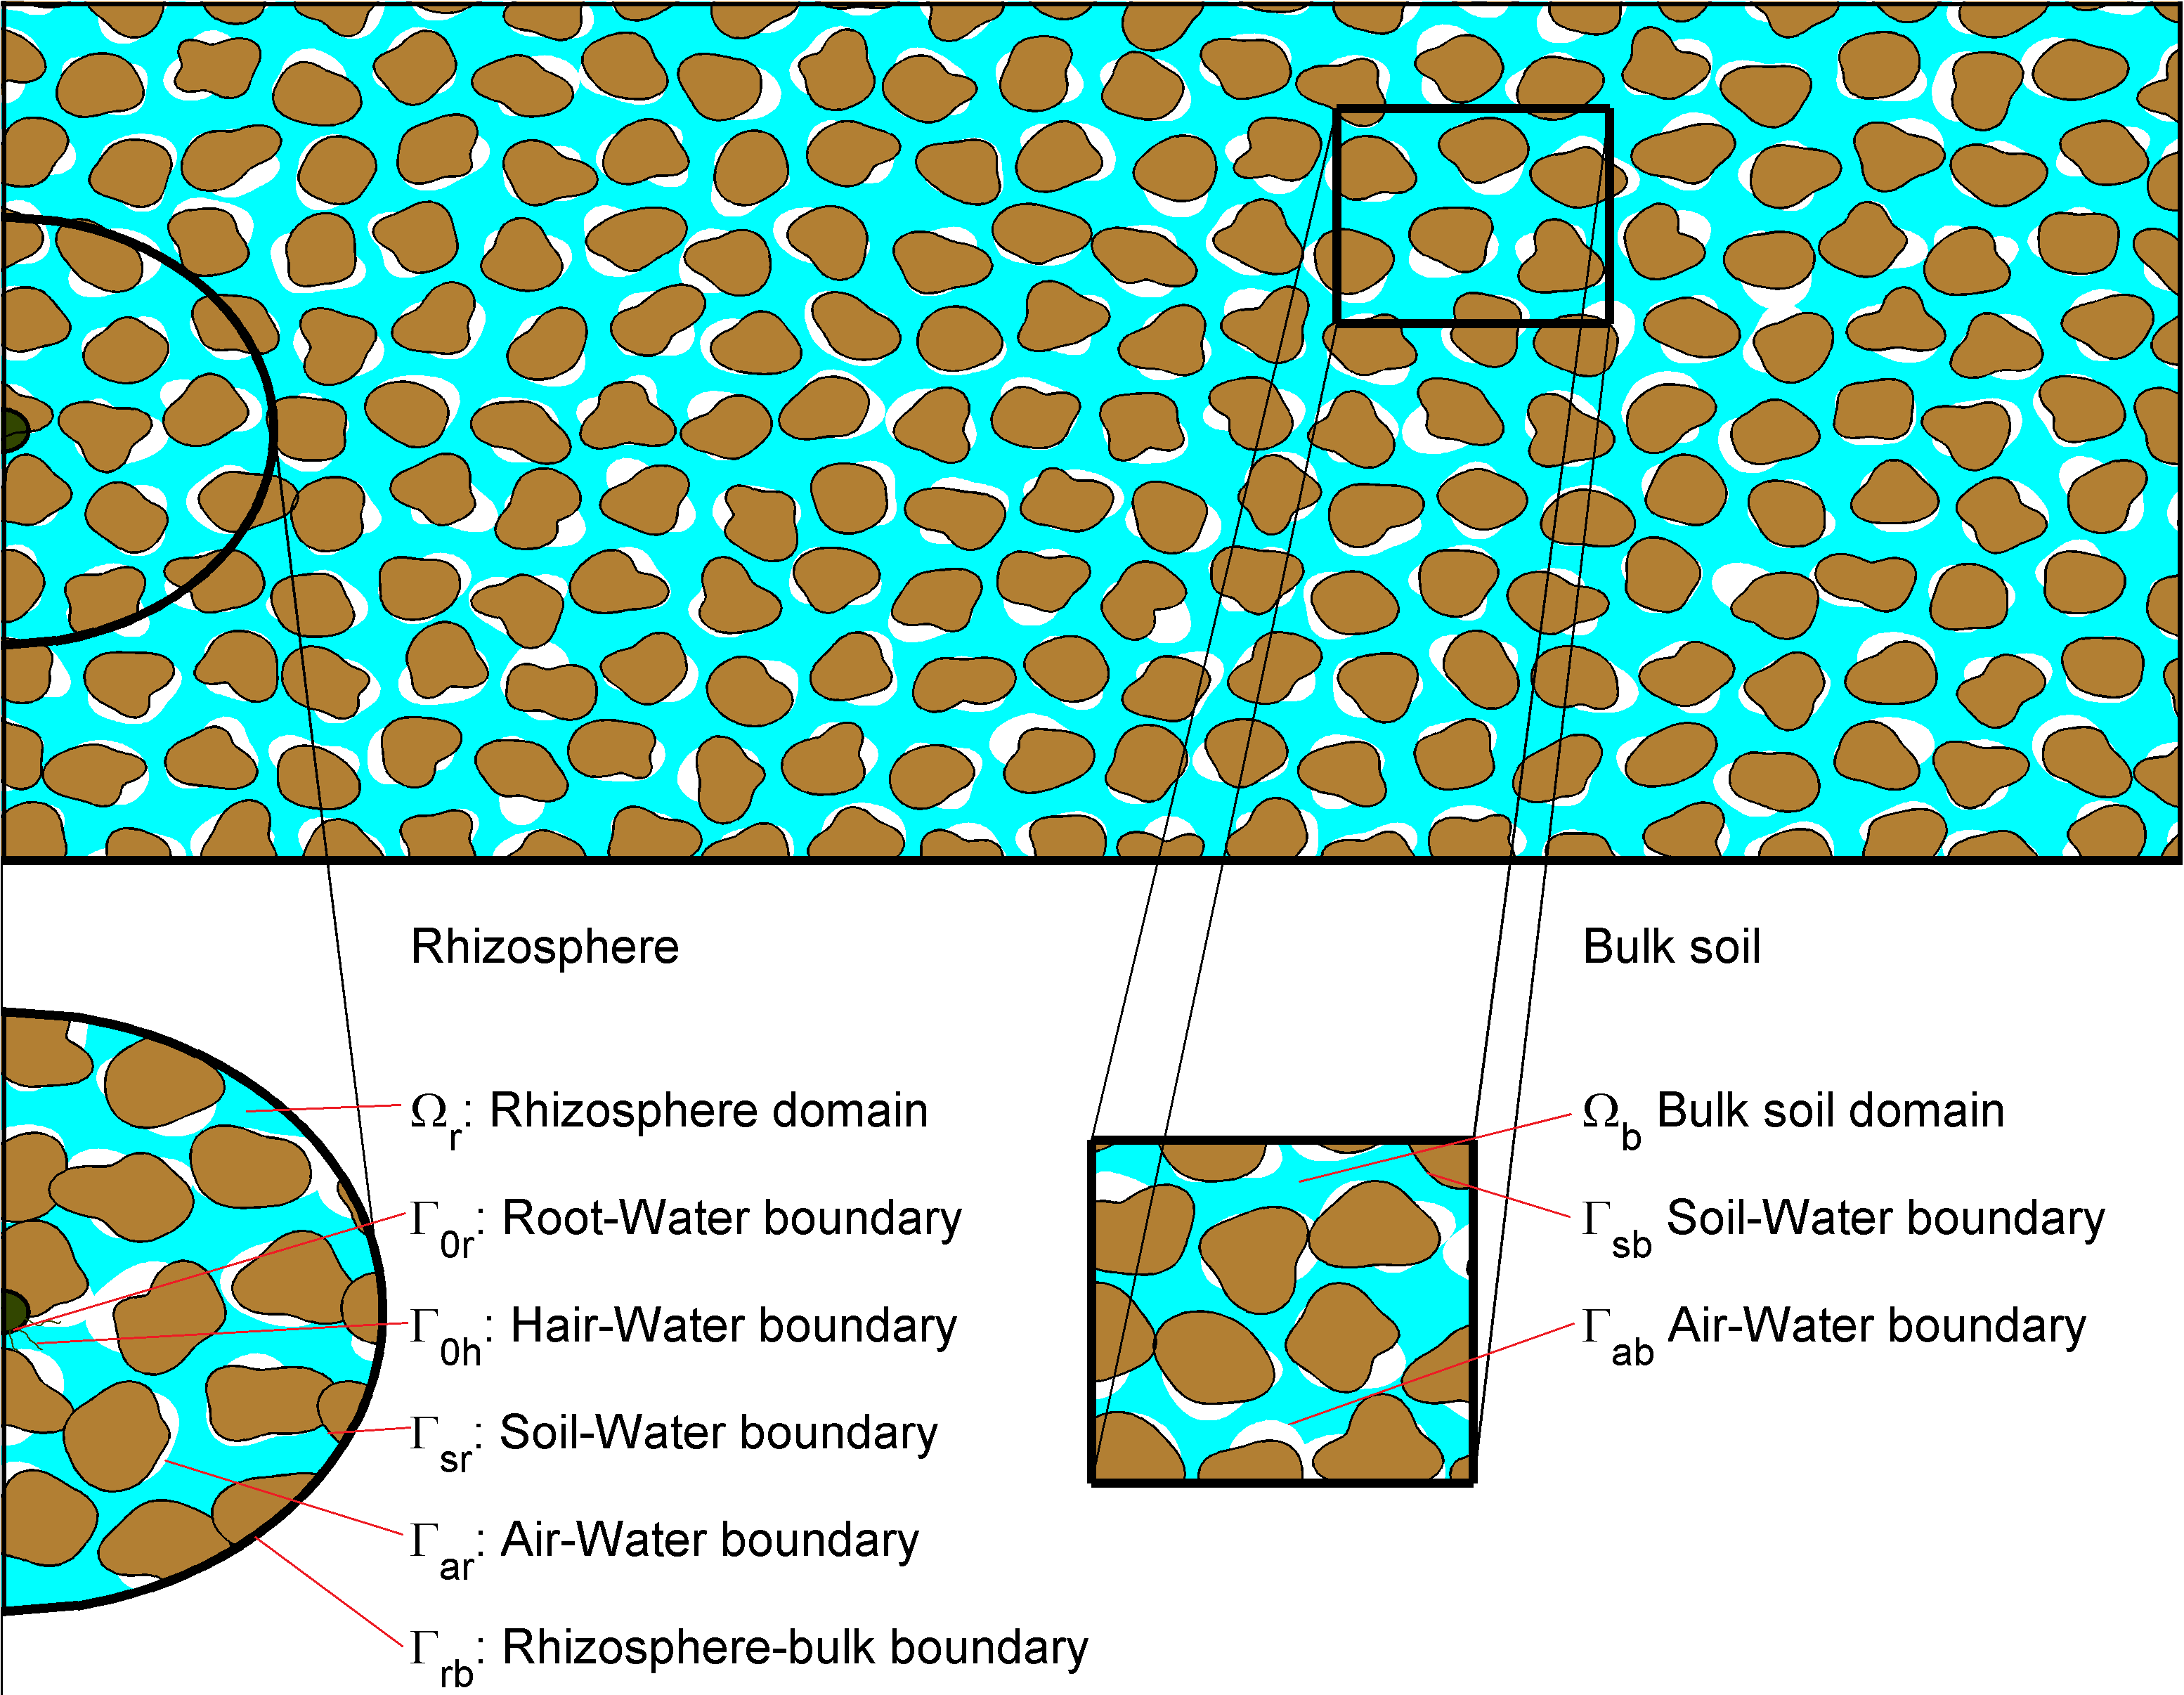 Rhizosphere
Ωr: Rhizosphere domain
Γ0r: Root-Water boundary
Γ0h: Hair-Water boundary
Γsr: Soil-Water boundary
Γar: Air-Water boundary
Γrb: Rhizosphere-bulk boundary
Bulk soil
Ωb Bulk soil domain
Γsb Soil-Water boundary
Γab Air-Water boundary